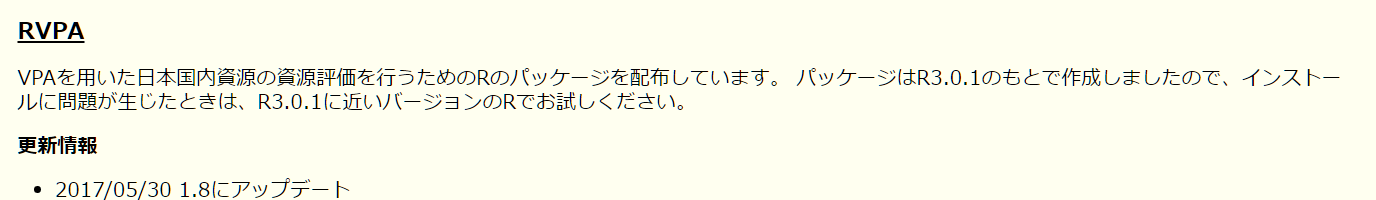 RVPA
VPAを用いた日本国内資源の資源評価を行うためのRのパッケージを配布しています。 パッケージはR3.0.1のもとで作成しましたので、インストー
ルに問題が生じたときは、R3.0.1に近いバージョンのRでお試しください。
更新情報
• 2017/05/30 1.8にアップデート